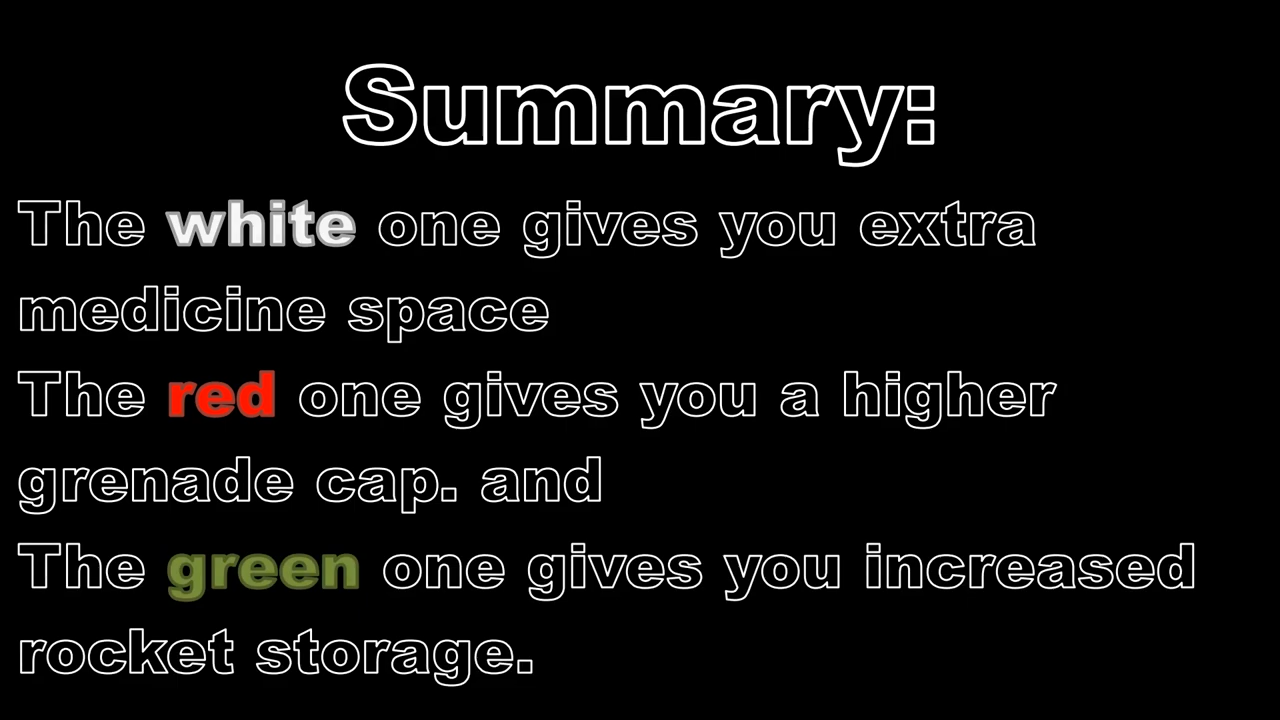 Summary:
The white one gives you extra
medicine space
The red one gives you a higher
grenade cap. and
The green one gives you increased
rocket storage.